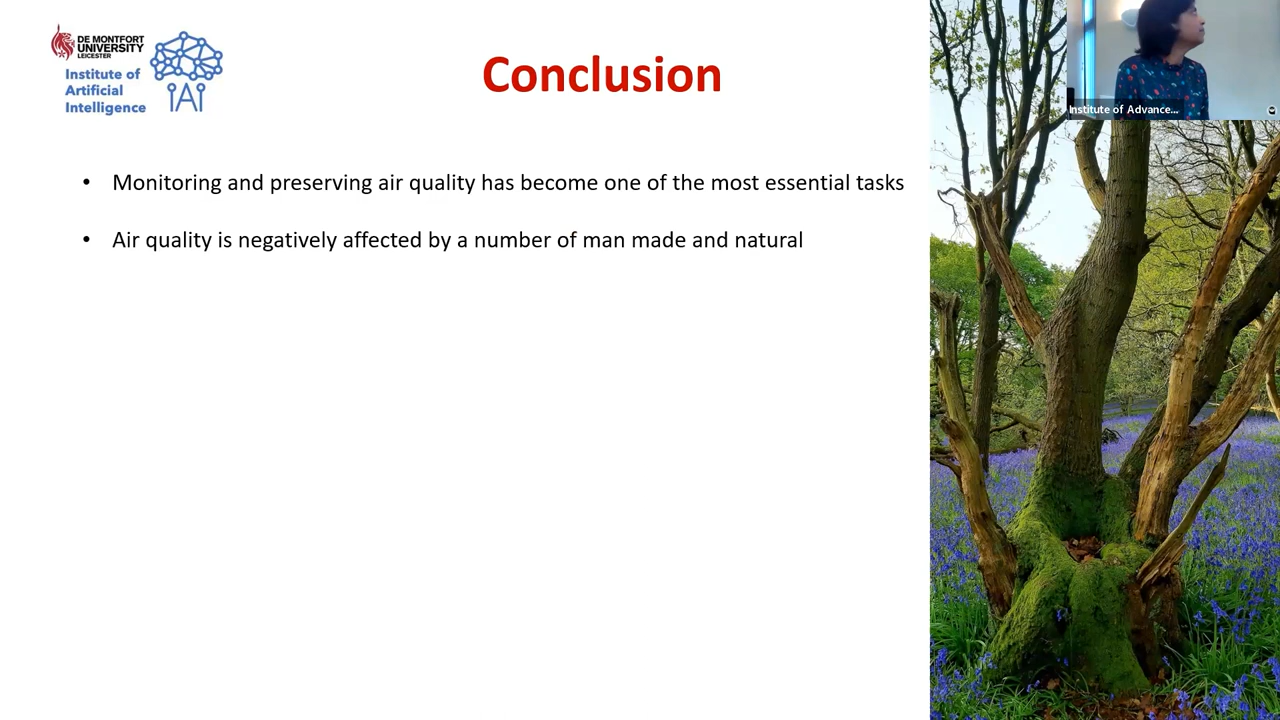 DE MONTFORT
UNIVERSITY
LEICESTER
Institute of
Artificial
Intelligence
IAI
Conclusion
Institute of Advance...
• Monitoring and preserving air quality has become one of the most essential tasks
• Air quality is negatively affected by a number of man made and natural